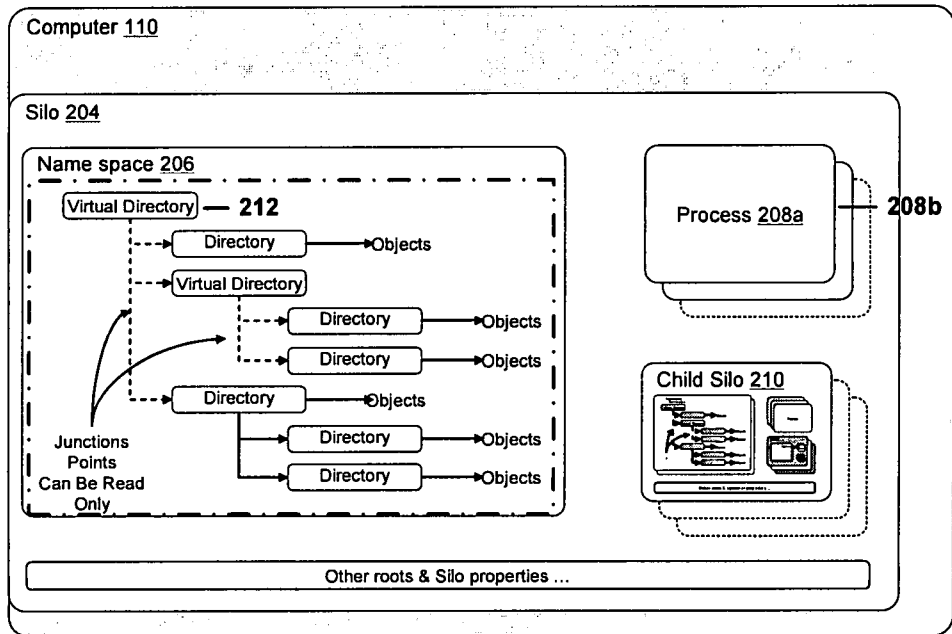 Computer 110
Silo 204
Name space 206
Virtual Directory
212
Directory
Objects
Virtual Directory
Directory
Objects
Directory
Objects
Directory
Objects
Directory
Objects
Directory
Objects
Junctions
Points
Can Be Read
Only
Process 208a
208b
Child Silo 210
Other roots & Silo properties ...